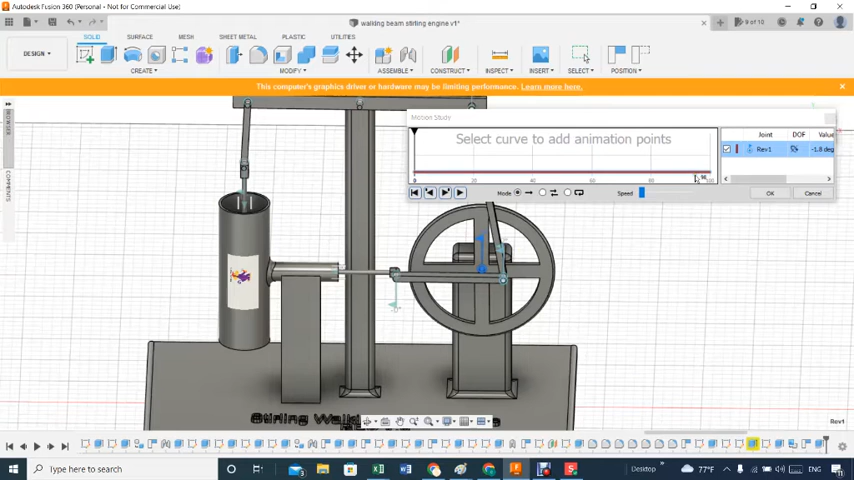 Autodesk Fusion 360 (Personal - Not for Commercial Use)
walking beam stirling engine v1*
9 of 10
SOLID SURFACE MESH SHEET METAL PLASTIC UTILITIES
DESIGN
CREATE MODIFY ASSEMBLE CONSTRUCT INSPECT INSERT SELECT POSITION
This computer's graphics driver or hardware may be limiting performance. Learn more here.
BROWSER
COMMENTS
Motion Study
Select curve to add animation points
Joint DOF Value
Rev1 -1.8 deg
0 20 40 60 80 100
Mode Speed OK Cancel
Stirling
Rev1
Type here to search
Desktop
77°F
ENG